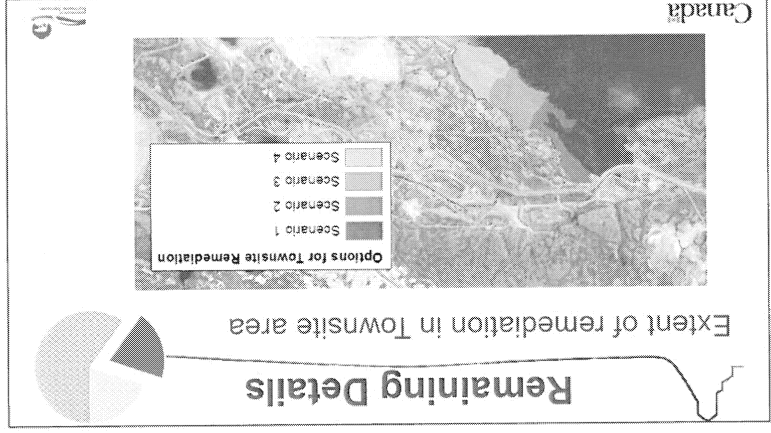 Remaining Details
Extent of remediation in Townsite area
Options for Townsite Remediation
Scenario 1
Scenario 2
Scenario 3
Scenario 4
Canada